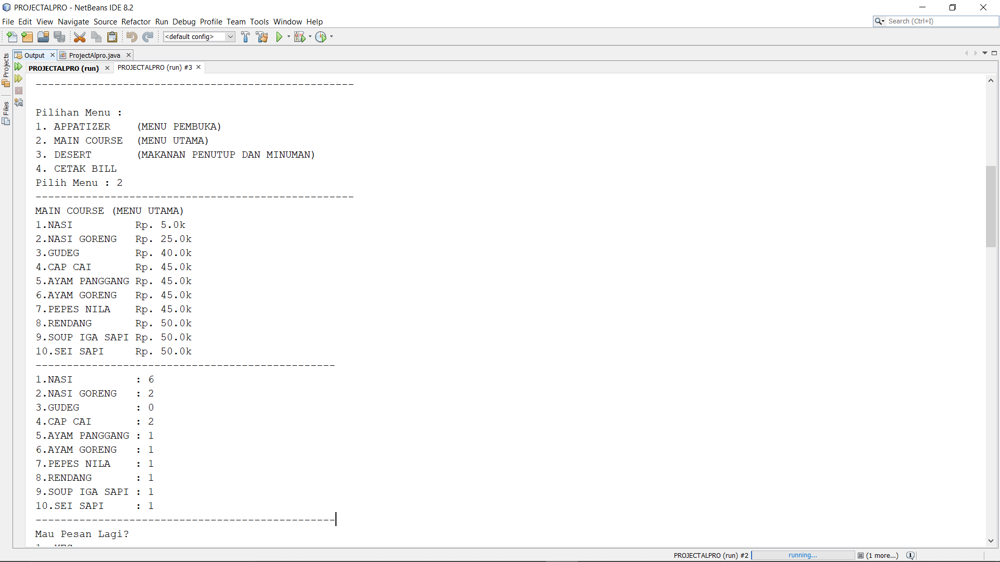 PROJECTALPRO - NetBeans IDE 8.2
File Edit View Navigate Source Refactor Run Debug Profile Team Tools Window Help
Search (Ctrl+I)
<default config>
Output ProjectAlpro.java
Projects
Files
PROJECTALPRO (run) PROJECTALPRO (run) #3
---------------------------------------------------
Pilihan Menu :
1. APPATIZER (MENU PEMBUKA)
2. MAIN COURSE (MENU UTAMA)
3. DESERT (MAKANAN PENUTUP DAN MINUMAN)
4. CETAK BILL
Pilih Menu : 2
---------------------------------------------------
MAIN COURSE (MENU UTAMA)
1.NASI Rp. 5.0k
2.NASI GORENG Rp. 25.0k
3.GUDEG Rp. 40.0k
4.CAP CAI Rp. 45.0k
5.AYAM PANGGANG Rp. 45.0k
6.AYAM GORENG Rp. 45.0k
7.PEPES NILA Rp. 45.0k
8.RENDANG Rp. 50.0k
9.SOUP IGA SAPI Rp. 50.0k
10.SEI SAPI Rp. 50.0k
------------------------------------------------
1.NASI : 6
2.NASI GORENG : 2
3.GUDEG : 0
4.CAP CAI : 2
5.AYAM PANGGANG : 1
6.AYAM GORENG : 1
7.PEPES NILA : 1
8.RENDANG : 1
9.SOUP IGA SAPI : 1
10.SEI SAPI : 1
------------------------------------------------
Mau Pesan Lagi?
1. YES
PROJECTALPRO (run) #2 running... (1 more...)